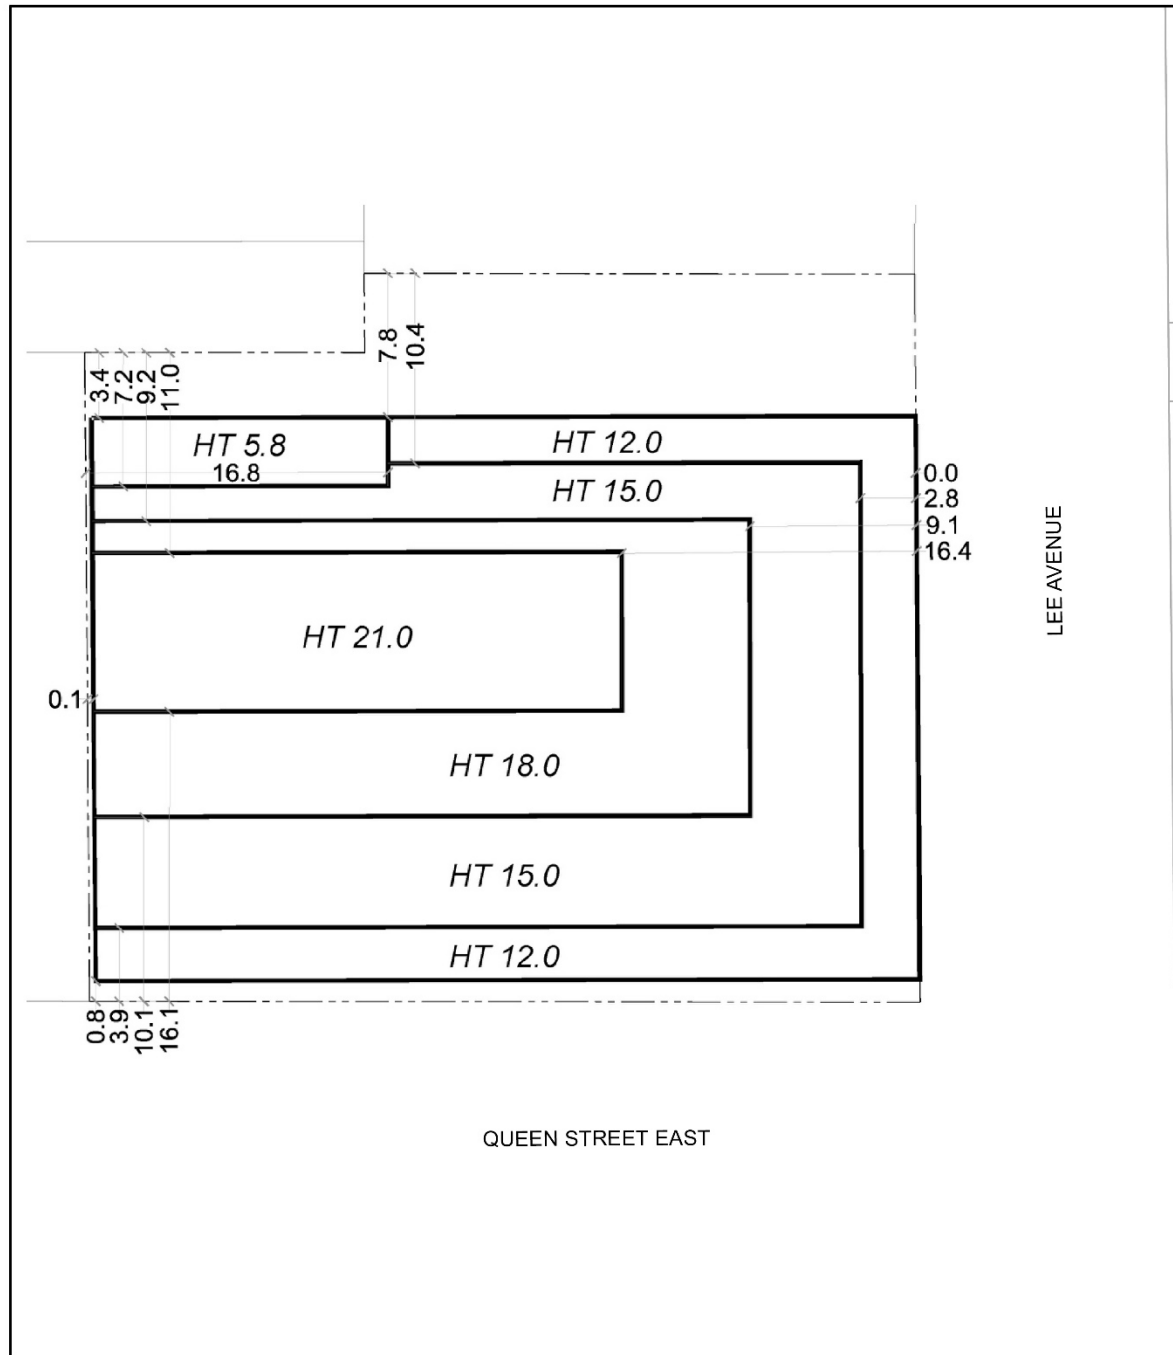 7.8
10.4
3.4
7.2
9.2
11.0
HT 5.8
HT 12.0
16.8
0.0
HT 15.0
2.8
9.1
16.4
LEE AVENUE
HT 21.0
0.1
HT 18.0
HT 15.0
HT 12.0
0.8
3.9
10.1
16.1
QUEEN STREET EAST